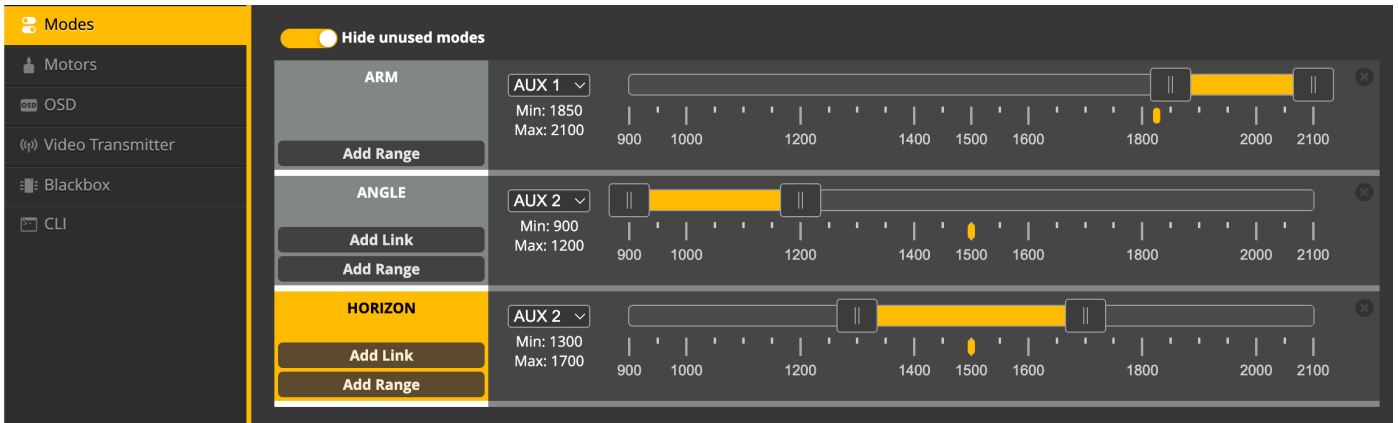 Modes
Motors
OSD
OSD
Video Transmitter
Blackbox
CLI
Hide unused modes
ARM
Add Range
AUX 1
Min: 1850
Max: 2100
900 1000 1200 1400 1500 1600 1800 2000 2100
ANGLE
Add Link
Add Range
AUX 2
Min: 900
Max: 1200
900 1000 1200 1400 1500 1600 1800 2000 2100
HORIZON
Add Link
Add Range
AUX 2
Min: 1300
Max: 1700
900 1000 1200 1400 1500 1600 1800 2000 2100